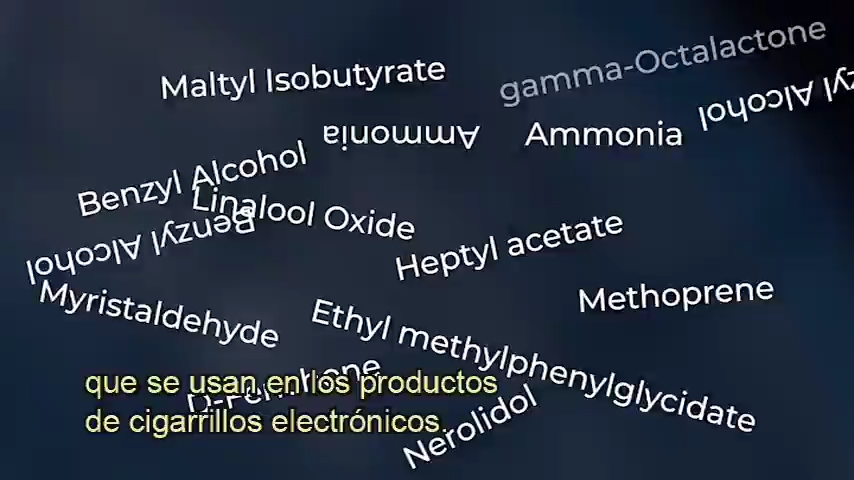 gamma-Octalactone
Maltyl Isobutyrate
Ammonia
Ammonia
Alcohol
Benzyl Alcohol
Linalool Oxide
Benzyl Alcohol
Heptyl acetate
Methoprene
Myristaldehyde
Ethyl methylphenylglycidate
Nerolidol
que se usan en los productos
de cigarrillos electrónicos.